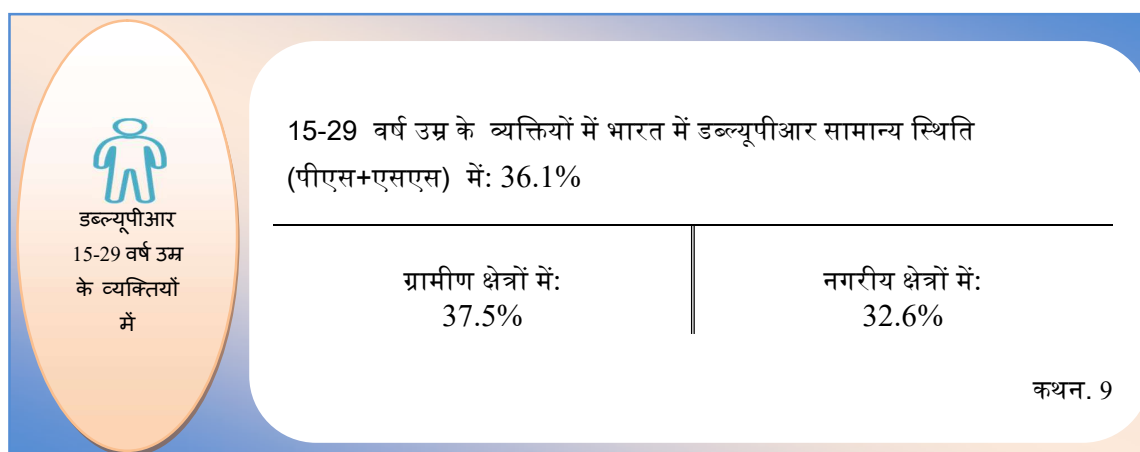 डब्ल्यूपीआर
15-29 वर्ष उम्र
के व्यक्तियों
में
15-29 वर्ष उम्र के व्यक्तियों में भारत में डब्ल्यूपीआर सामान्य स्थिति
(पीएस+एसएस) में: 36.1%
ग्रामीण क्षेत्रों में:
37.5%
नगरीय क्षेत्रों में:
32.6%
कथन. 9